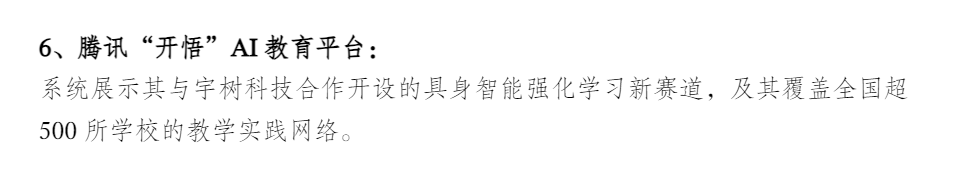 6、腾讯“开悟”AI 教育平台：
系统展示其与宇树科技合作开设的具身智能强化学习新赛道，及其覆盖全国超
500 所学校的教学实践网络。